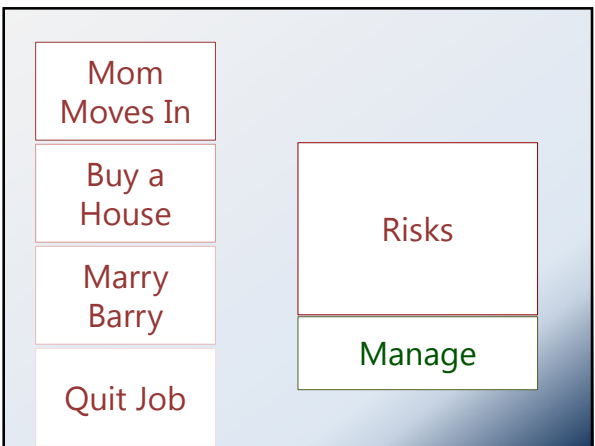 Mom
Moves In
Buy a
House
Marry
Barry
Quit Job
Risks
Manage